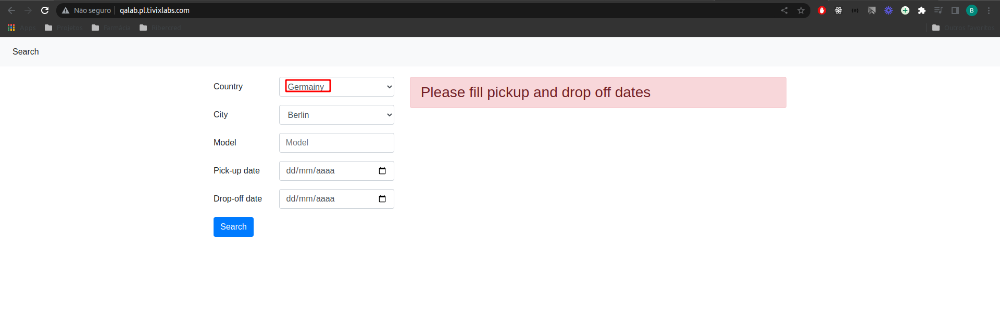 Não seguro qalab.pl.tivixlabs.com
B
Apps Projetos Farmácia Ribercred Outros favoritos
Search
Country Germainy
Please fill pickup and drop off dates
City Berlin
Model Model
Pick-up date dd/mm/aaaa
Drop-off date dd/mm/aaaa
Search